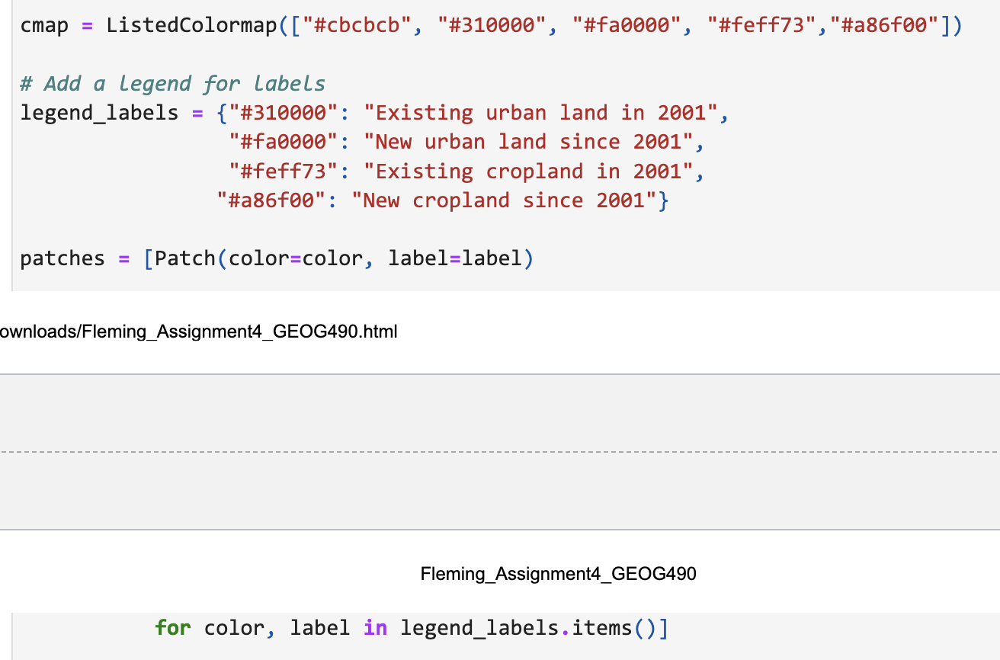 cmap = ListedColormap(["#cbcbcb", "#310000", "#fa0000", "#feff73","#a86f00"])
# Add a legend for labels
legend_labels = {"#310000": "Existing urban land in 2001",
"#fa0000": "New urban land since 2001",
"#feff73": "Existing cropland in 2001",
"#a86f00": "New cropland since 2001"}
patches = [Patch(color=color, label=label)
ownloads/Fleming_Assignment4_GEOG490.html
Fleming_Assignment4_GEOG490
for color, label in legend_labels.items()]